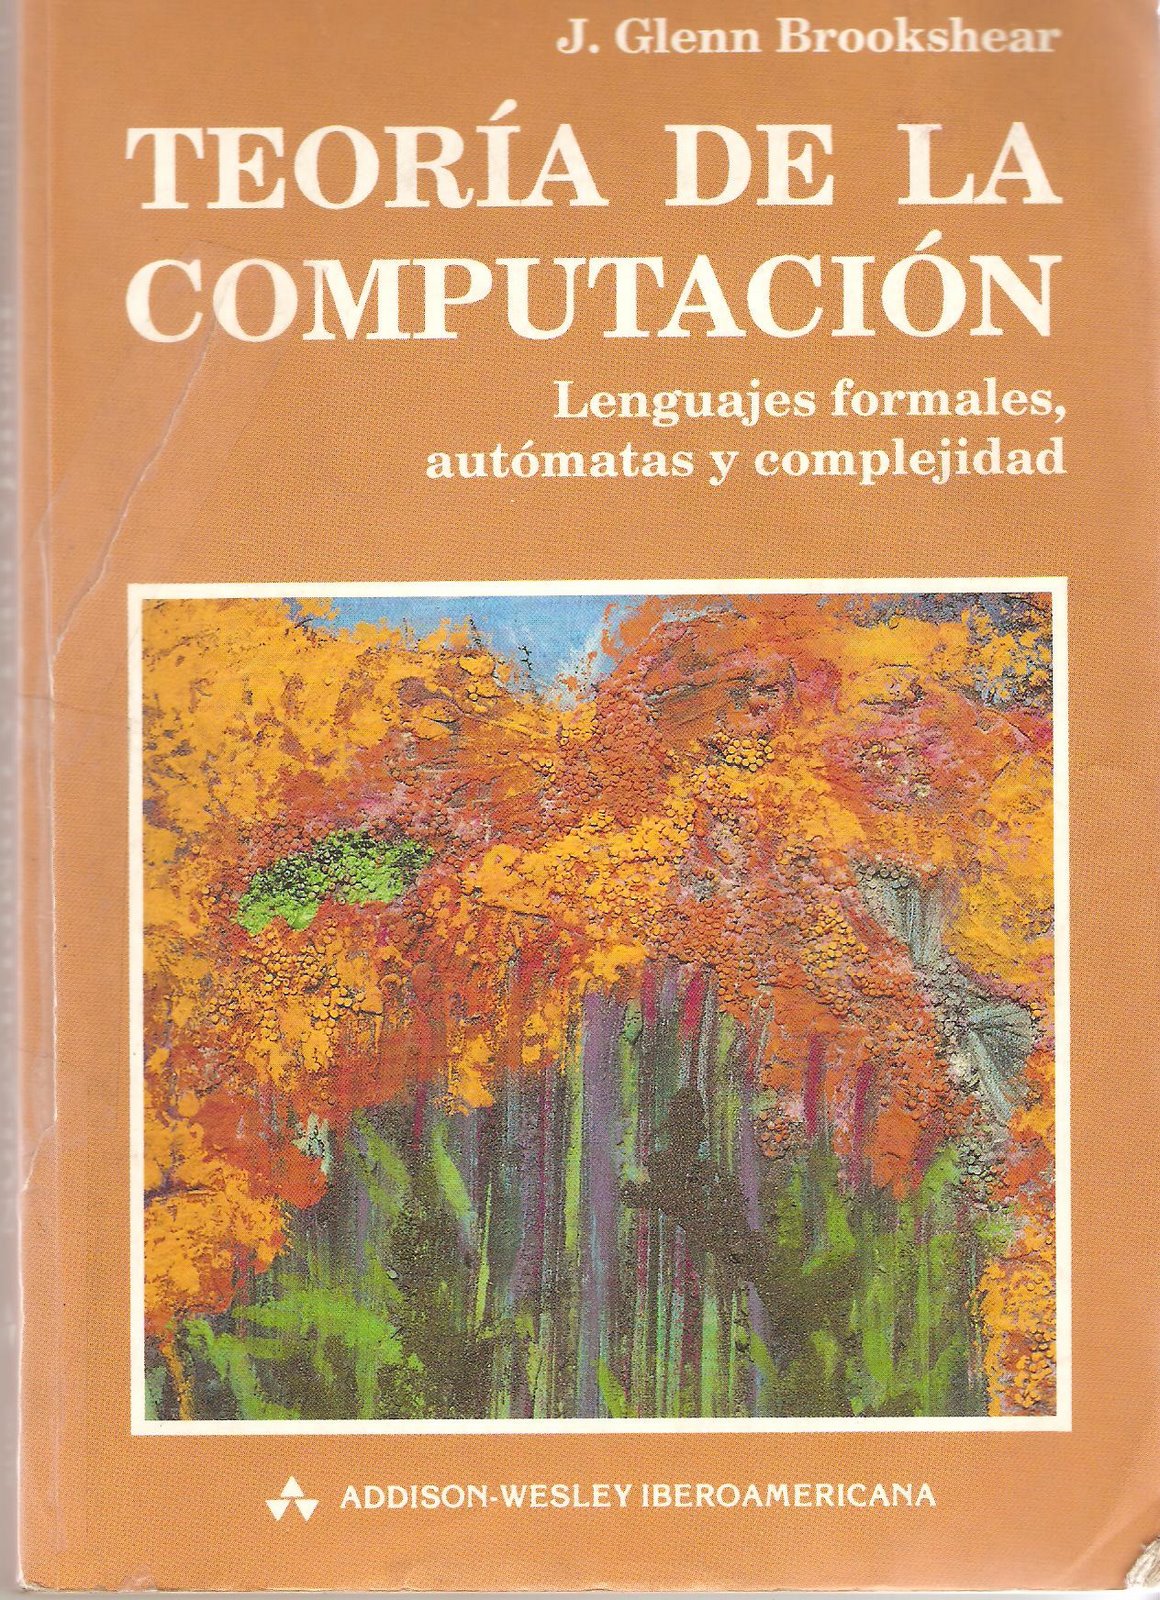 J. Glenn Brookshear
TEORÍA DE LA
COMPUTACIÓN
Lenguajes formales,
autómatas y complejidad
ADDISON-WESLEY IBEROAMERICANA